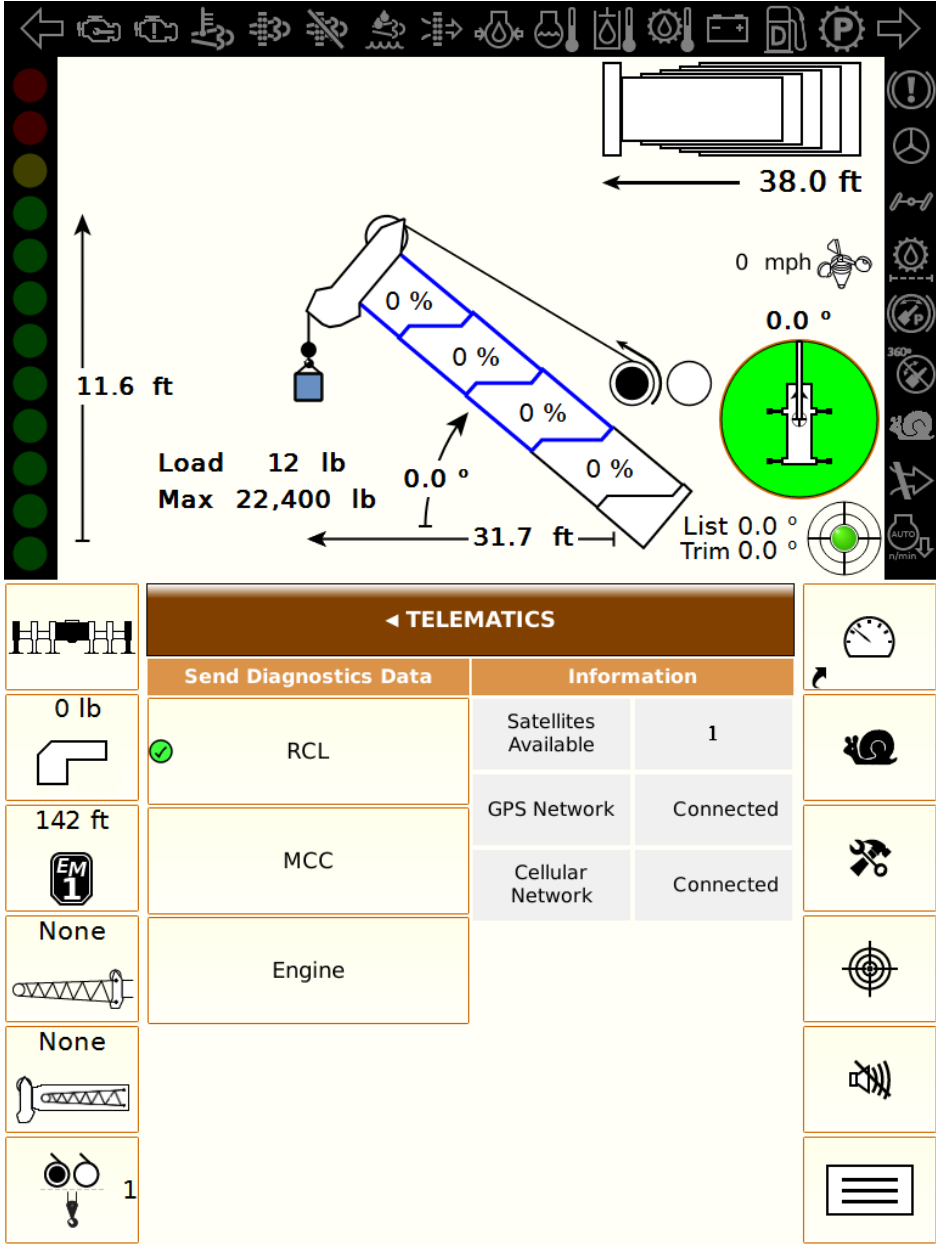 D
P
38.0 ft
0 mph
0.0 º
0 %
0 %
0 %
0 %
11.6 ft
Load 12 lb
Max 22,400 lb
0.0 º
31.7 ft
List 0.0 º
Trim 0.0 º
P
360º
AUTO
n/min
◄ TELEMATICS
Send Diagnostics Data
Information
RCL
MCC
Engine
Satellites
Available
1
GPS Network
Connected
Cellular
Network
Connected
0 lb
142 ft
EM
1
None
None
1